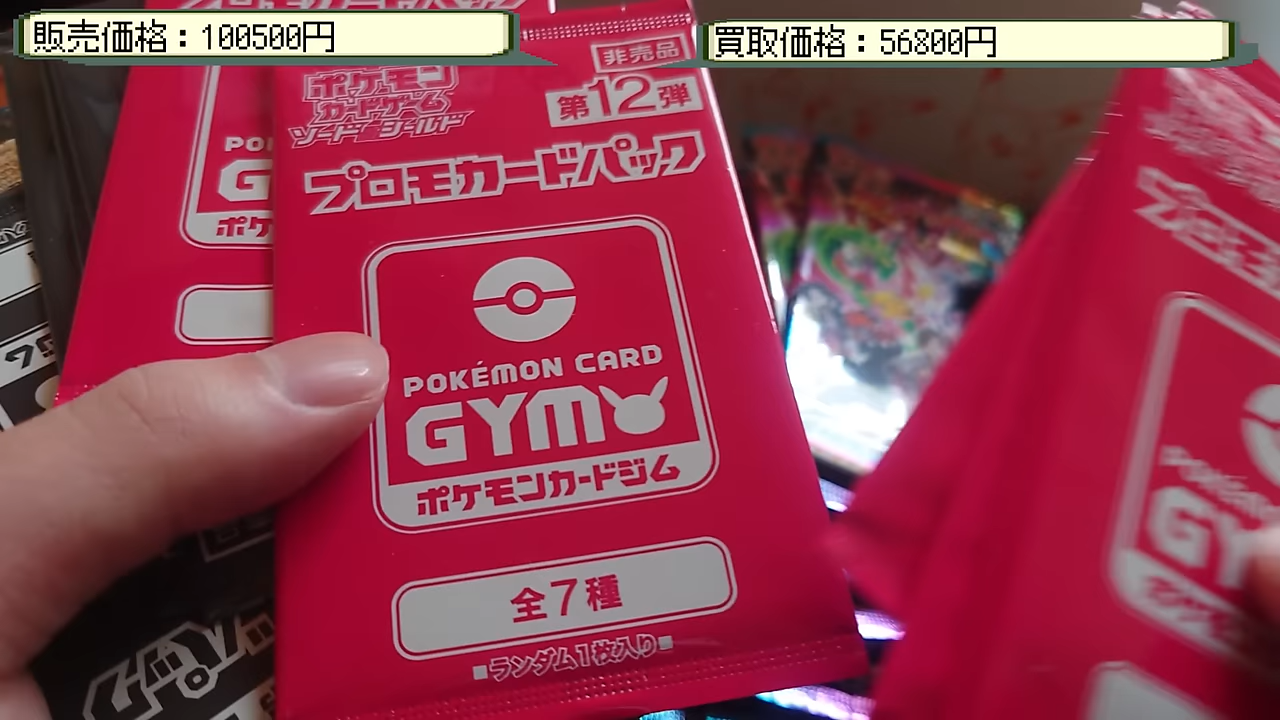 販売価格：100500円
買取価格：56800円
非売品
ポケモン
カードゲーム
ソード&シールド
第12弾
プロモカードパック
POKÉMON CARD
GYM
ポケモンカードジム
全7種
■ランダム1枚入り■
PO
G
ポケ
GY